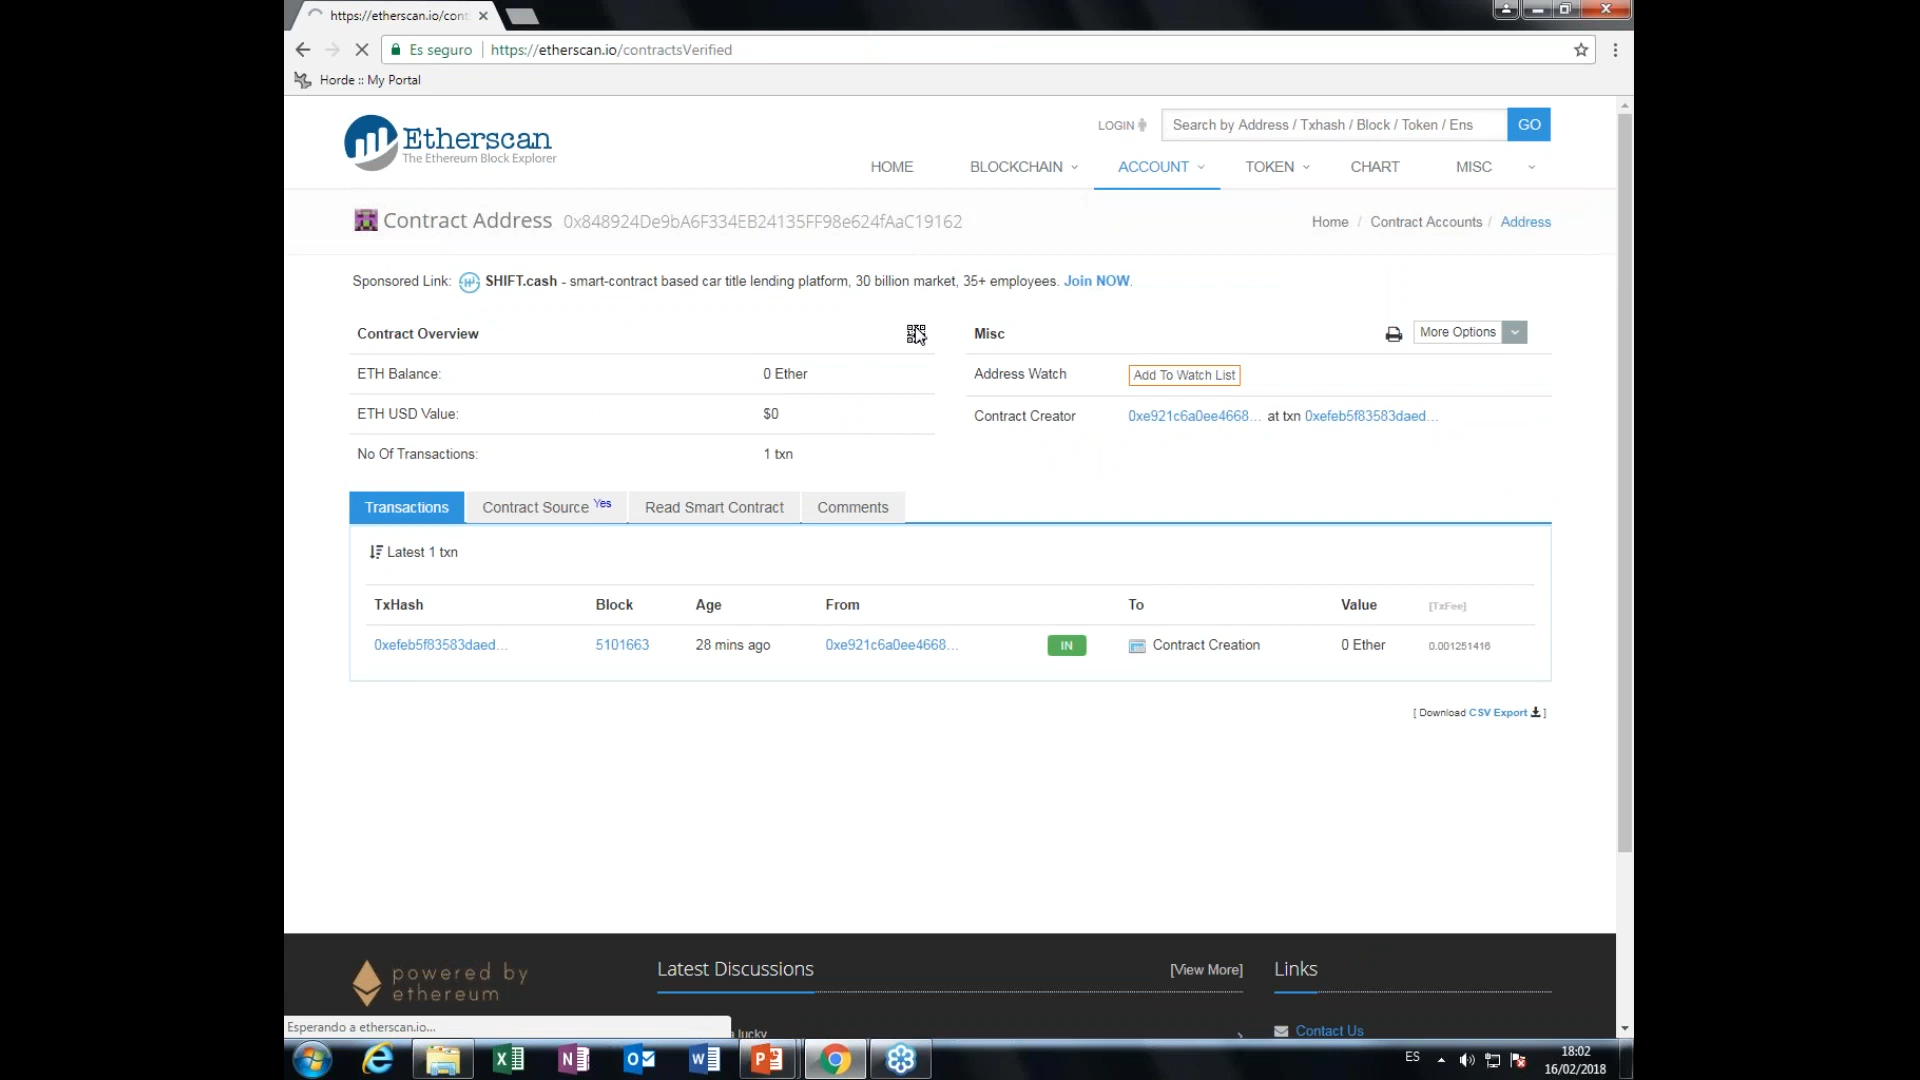 https://etherscan.io/cont
Es seguro | https://etherscan.io/contractsVerified
Horde :: My Portal
Etherscan
The Ethereum Block Explorer
LOGIN
Search by Address / Txhash / Block / Token / Ens
GO
HOME BLOCKCHAIN ACCOUNT TOKEN CHART MISC
Contract Address 0x848924De9bA6F334EB24135FF98e624fAaC19162
Home / Contract Accounts / Address
Sponsored Link: SHIFT.cash - smart-contract based car title lending platform, 30 billion market, 35+ employees. Join NOW.
Contract Overview
ETH Balance: 0 Ether
ETH USD Value: $0
No Of Transactions: 1 txn
Misc
More Options
Address Watch Add To Watch List
Contract Creator 0xe921c6a0ee4668... at txn 0xefeb5f83583daed...
Transactions Contract Source Yes Read Smart Contract Comments
Latest 1 txn
TxHash Block Age From To Value [TxFee]
0xefeb5f83583daed... 5101663 28 mins ago 0xe921c6a0ee4668... IN Contract Creation 0 Ether 0.001251416
[ Download CSV Export ]
powered by
ethereum
Latest Discussions [View More]
lucky
Links
Contact Us
Esperando a etherscan.io...
ES
18:02
16/02/2018